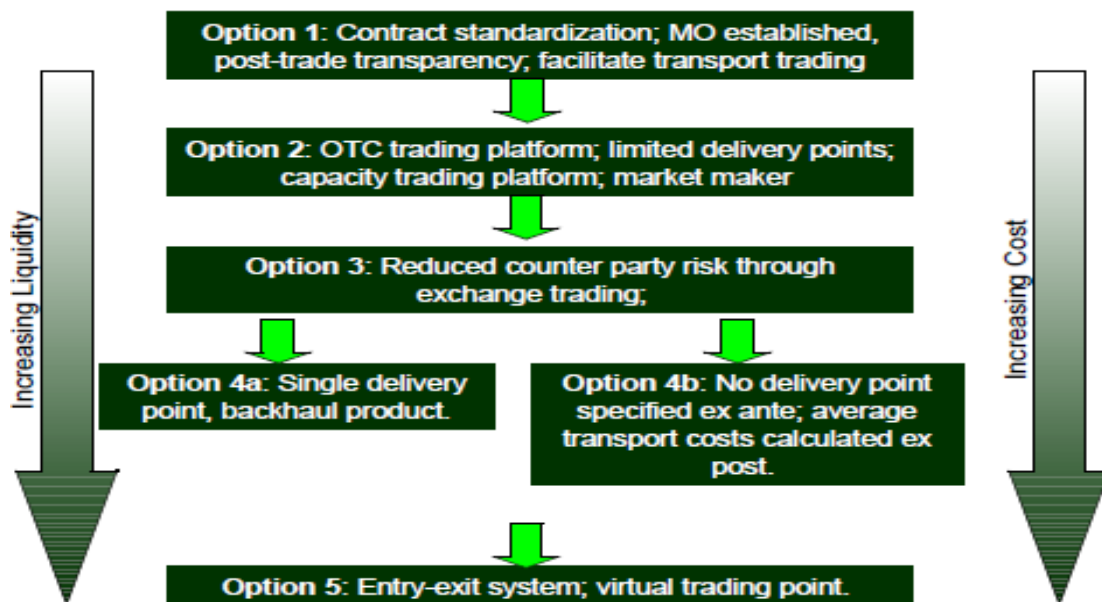 Option 1: Contract standardization; MO established,
post-trade transparency; facilitate transport trading
Option 2: OTC trading platform; limited delivery points;
capacity trading platform; market maker
Increasing Liquidity
Increasing Cost
Option 3: Reduced counter party risk through
exchange trading;
Option 4a: Single delivery
point, backhaul product.
Option 4b: No delivery point
specified ex ante; average
transport costs calculated ex
post.
Option 5: Entry-exit system; virtual trading point.